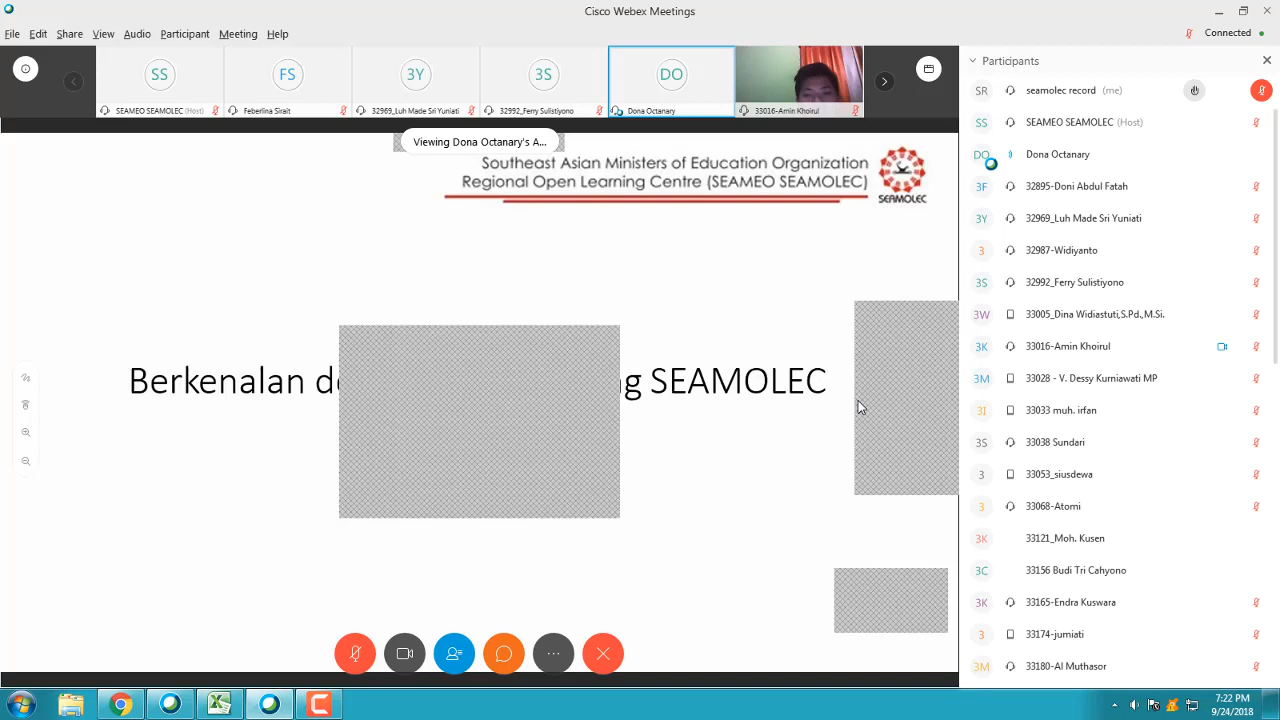 Cisco Webex Meetings
File Edit Share View Audio Participant Meeting Help
Connected
SS FS 3Y 3S DO
SEAMEO SEAMOLEC (Host) Feberlina Sirait 32969_Luh Made Sri Yuniati 32992_Ferry Sulistiyono Dona Octanary 33016-Amin Khoirul
Viewing Dona Octanary's A...
Southeast Asian Ministers of Education Organization
Regional Open Learning Centre (SEAMEO SEAMOLEC)
SEAMOLEC
Berkenalan SEAMOLEC
Participants
SR seamolec record (me)
SS SEAMEO SEAMOLEC (Host)
DO Dona Octanary
3F 32895-Doni Abdul Fatah
3Y 32969_Luh Made Sri Yuniati
3 32987-Widiyanto
3S 32992_Ferry Sulistiyono
3W 33005_Dina Widiastuti,S.Pd.,M.Si.
3K 33016-Amin Khoirul
3M 33028 - V. Dessy Kurniawati MP
3I 33033 muh. irfan
3S 33038 Sundari
3 33053_siusdewa
3 33068-Atomi
3K 33121_Moh. Kusen
3C 33156 Budi Tri Cahyono
3K 33165-Endra Kuswara
3 33174-jumiati
3M 33180-Al Muthasor
7:22 PM
9/24/2018